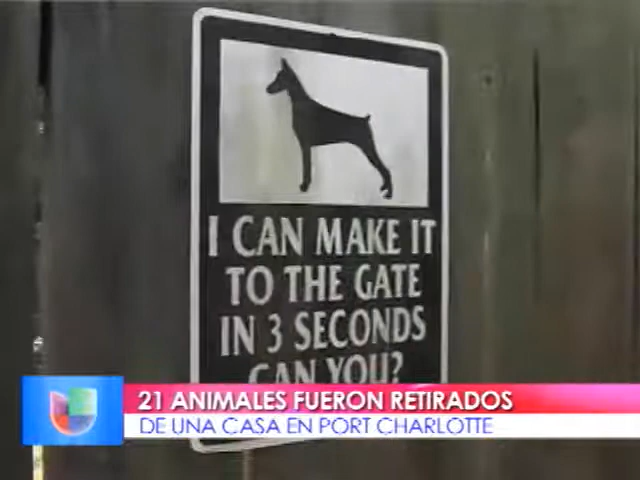 I CAN MAKE IT
TO THE GATE
IN 3 SECONDS
CAN YOU?
21 ANIMALES FUERON RETIRADOS
DE UNA CASA EN PORT CHARLOTTE